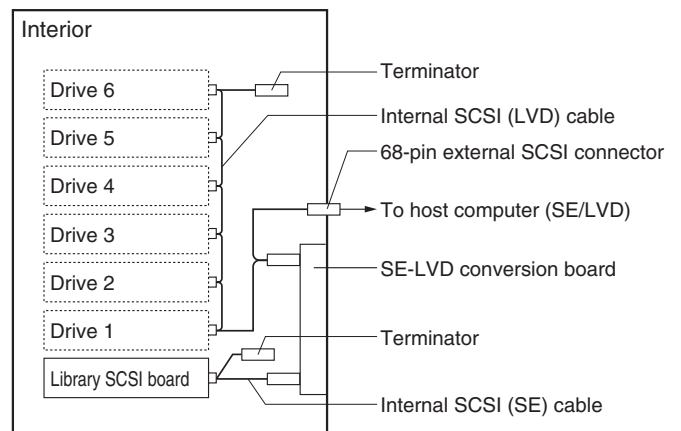 Interior
Drive 6
Drive 5
Drive 4
Drive 3
Drive 2
Drive 1
Library SCSI board
Terminator
Internal SCSI (LVD) cable
68-pin external SCSI connector
To host computer (SE/LVD)
SE-LVD conversion board
Terminator
Internal SCSI (SE) cable